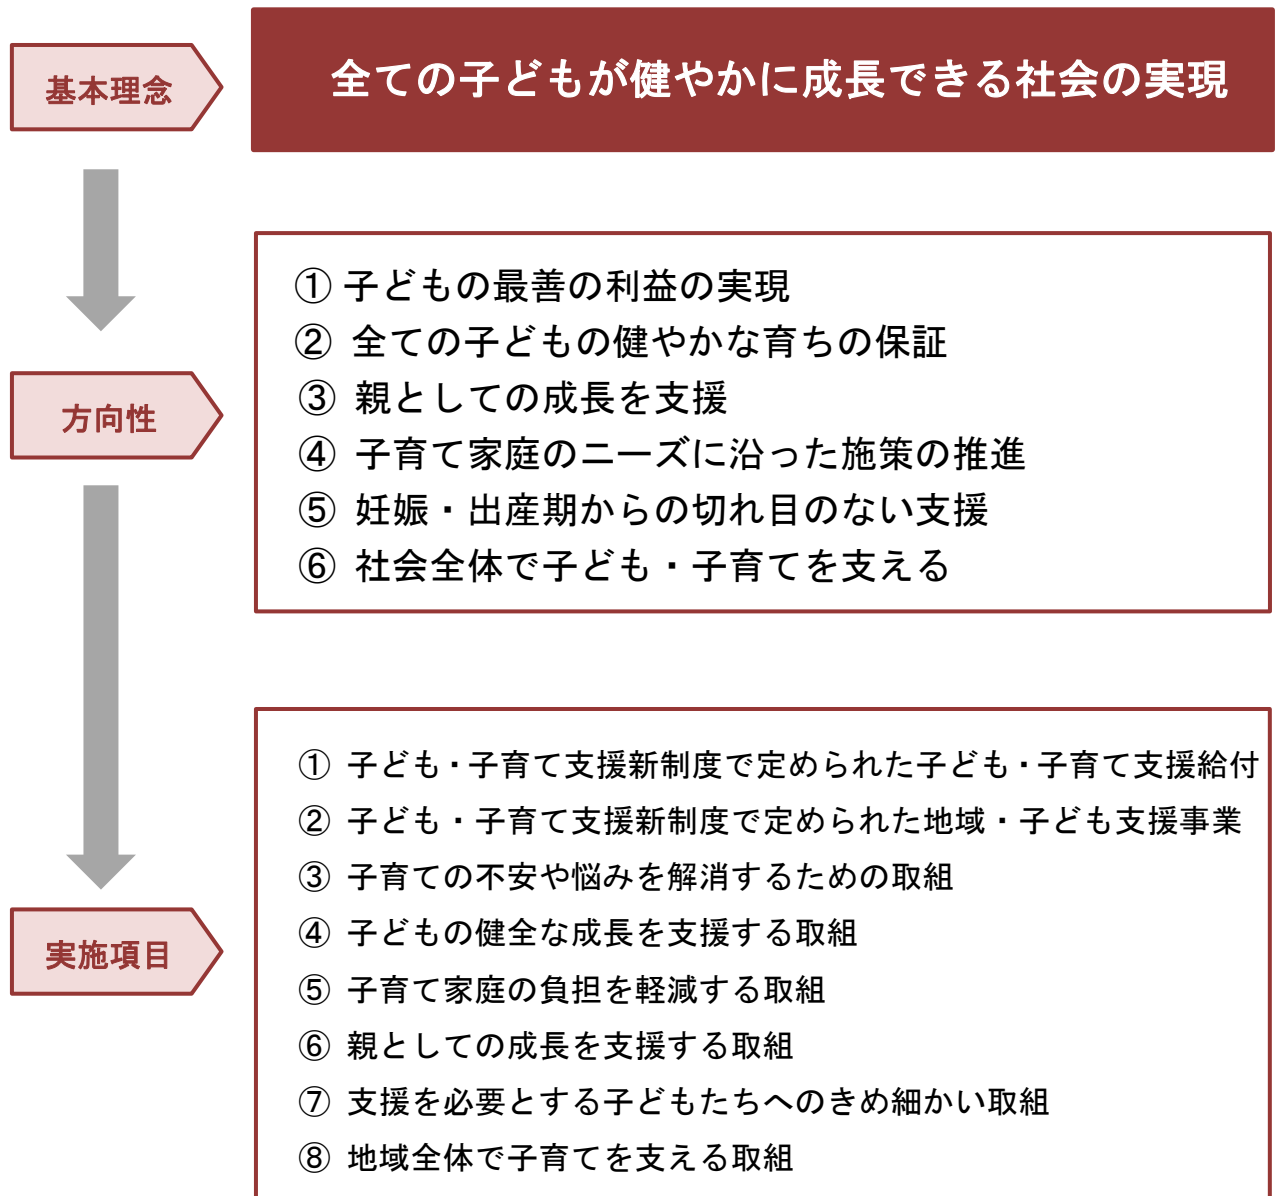 基本理念
全ての子どもが健やかに成長できる社会の実現
方向性
① 子どもの最善の利益の実現
② 全ての子どもの健やかな育ちの保証
③ 親としての成長を支援
④ 子育て家庭のニーズに沿った施策の推進
⑤ 妊娠・出産期からの切れ目のない支援
⑥ 社会全体で子ども・子育てを支える
実施項目
① 子ども・子育て支援新制度で定められた子ども・子育て支援給付
② 子ども・子育て支援新制度で定められた地域・子ども支援事業
③ 子育ての不安や悩みを解消するための取組
④ 子どもの健全な成長を支援する取組
⑤ 子育て家庭の負担を軽減する取組
⑥ 親としての成長を支援する取組
⑦ 支援を必要とする子どもたちへのきめ細かい取組
⑧ 地域全体で子育てを支える取組